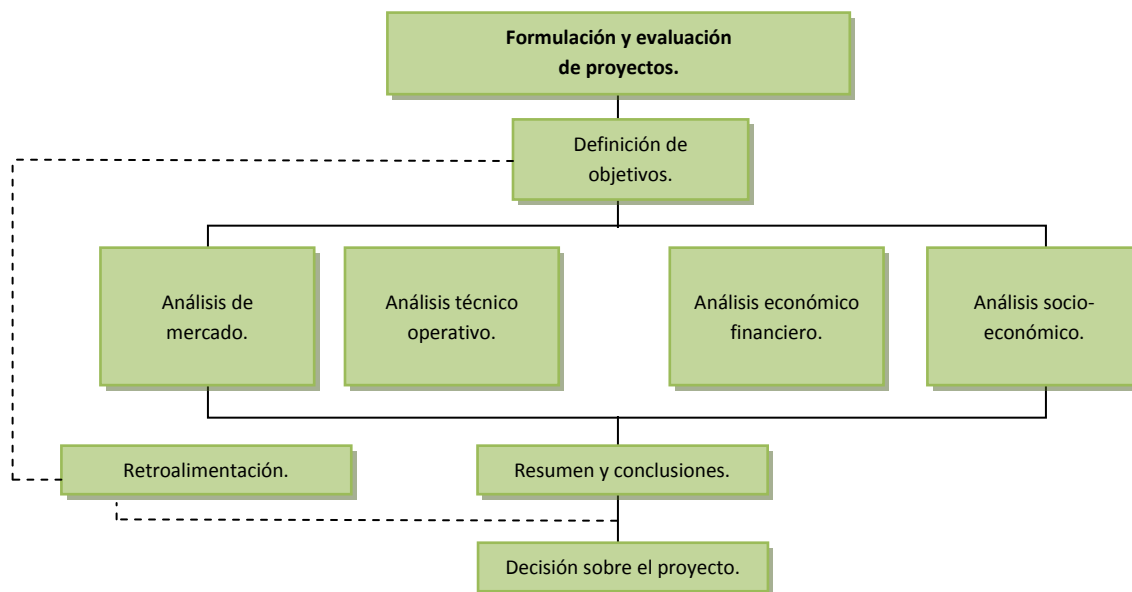 Formulación y evaluación
de proyectos.
Definición de
objetivos.
Análisis de
mercado.
Análisis técnico
operativo.
Análisis económico
financiero.
Análisis socio-
económico.
Retroalimentación.
Resumen y conclusiones.
Decisión sobre el proyecto.